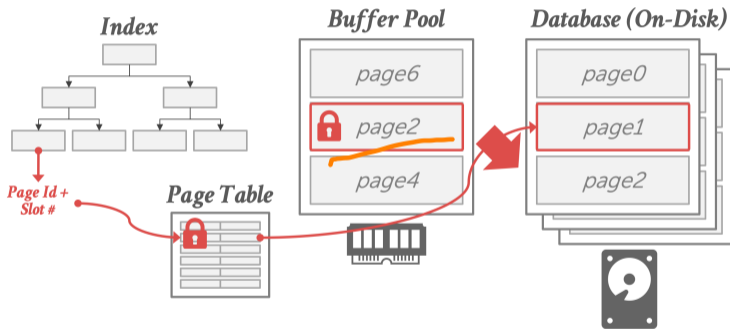 Index
Buffer Pool
Database (On-Disk)
page6
page2
page4
page0
page1
page2
Page Id +
Slot #
Page Table